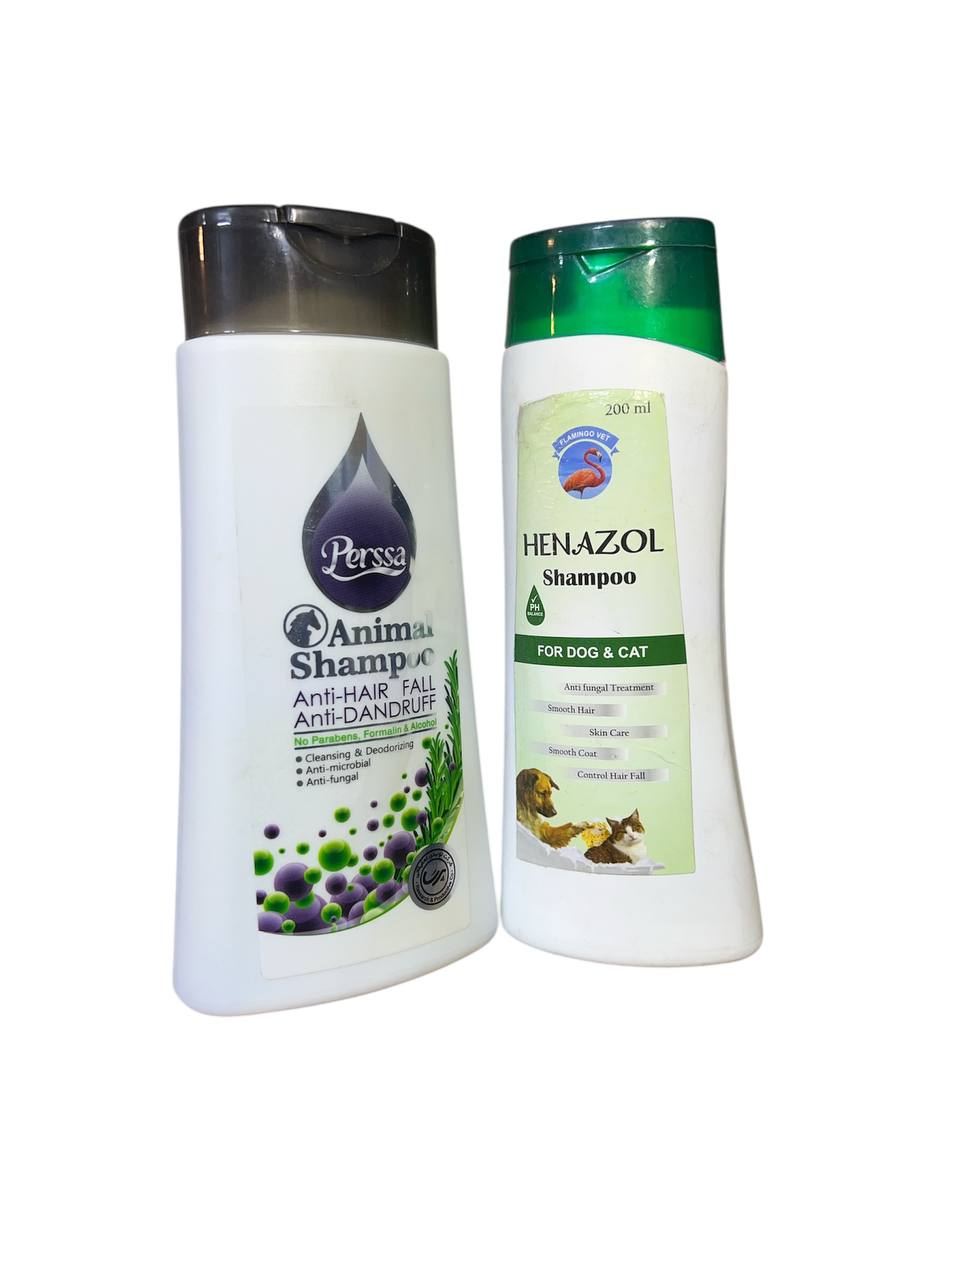 Perssa
Animal
Shampoo
Anti-HAIR FALL
Anti-DANDRUFF
No Parabens, Formalin & Alcohol
• Cleansing & Deodorizing
• Anti-microbial
• Anti-fungal
200 ml
FLAMINGO VET
HENAZOL
Shampoo
PH
BALANCE
FOR DOG & CAT
Anti fungal Treatment
Smooth Hair
Skin Care
Smooth Coat
Control Hair Fall